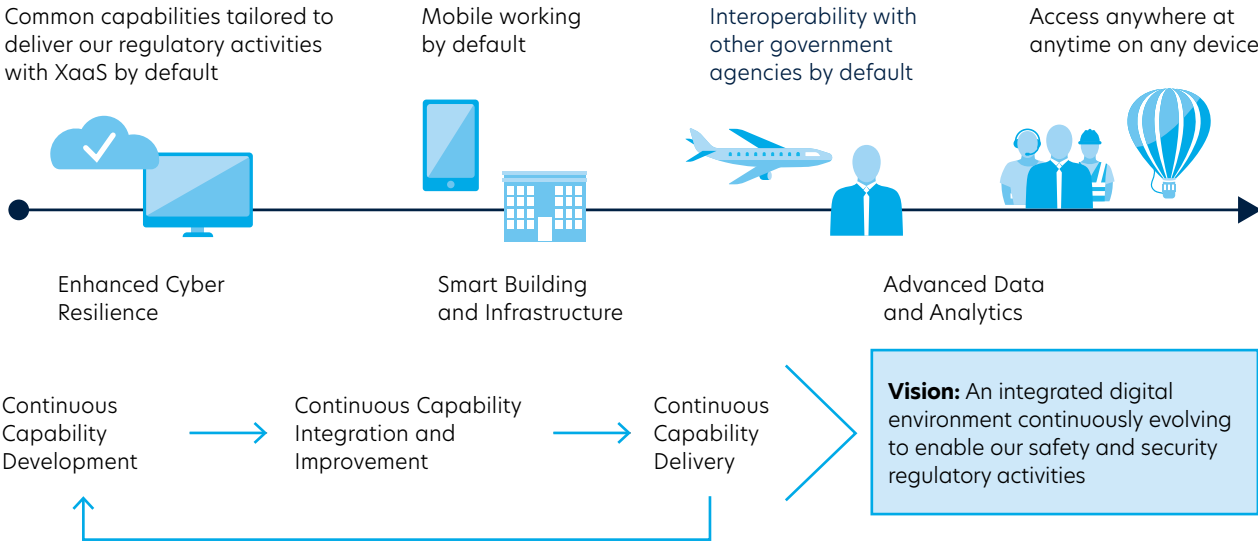 Common capabilities tailored to
deliver our regulatory activities
with XaaS by default
Mobile working
by default
Interoperability with
other government
agencies by default
Access anywhere at
anytime on any device
Enhanced Cyber
Resilience
Smart Building
and Infrastructure
Advanced Data
and Analytics
Continuous
Capability
Development
Continuous Capability
Integration and
Improvement
Continuous
Capability
Delivery
Vision: An integrated digital
environment continuously evolving
to enable our safety and security
regulatory activities